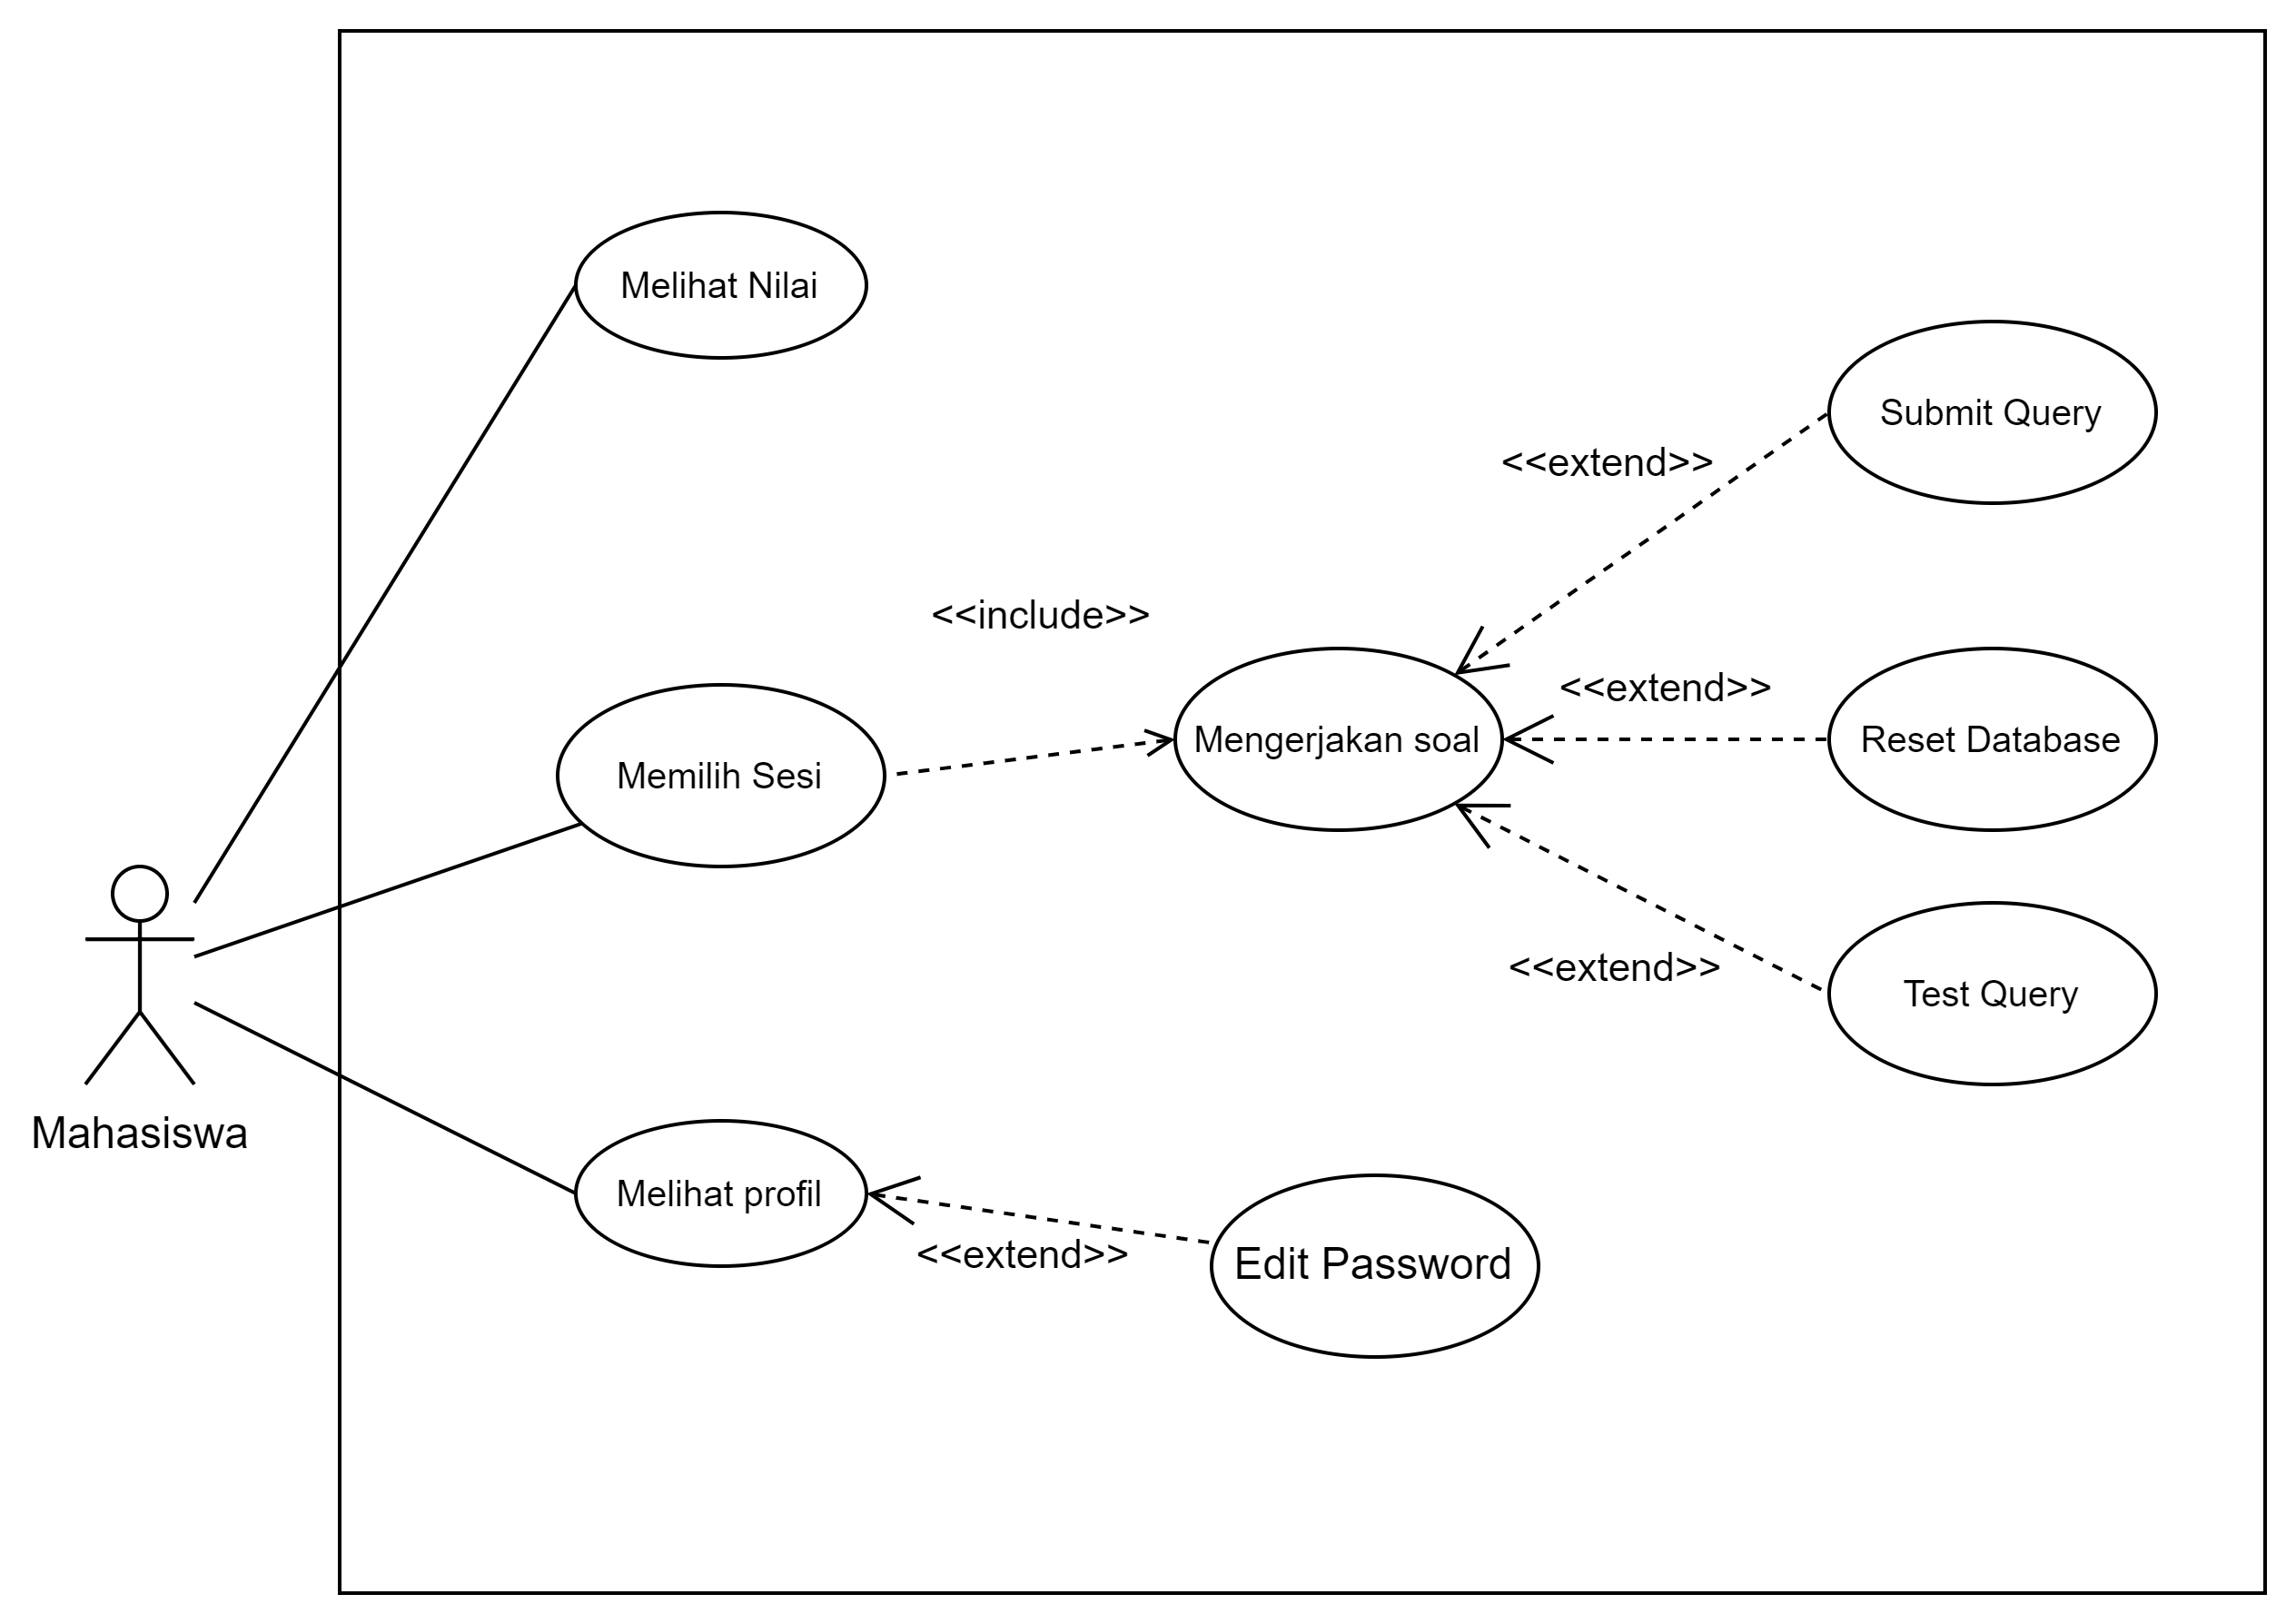 Melihat Nilai
Submit Query
<<extend>>
<<include>>
<<extend>>
Memilih Sesi
Mengerjakan soal
Reset Database
<<extend>>
Test Query
Mahasiswa
Melihat profil
<<extend>>
Edit Password